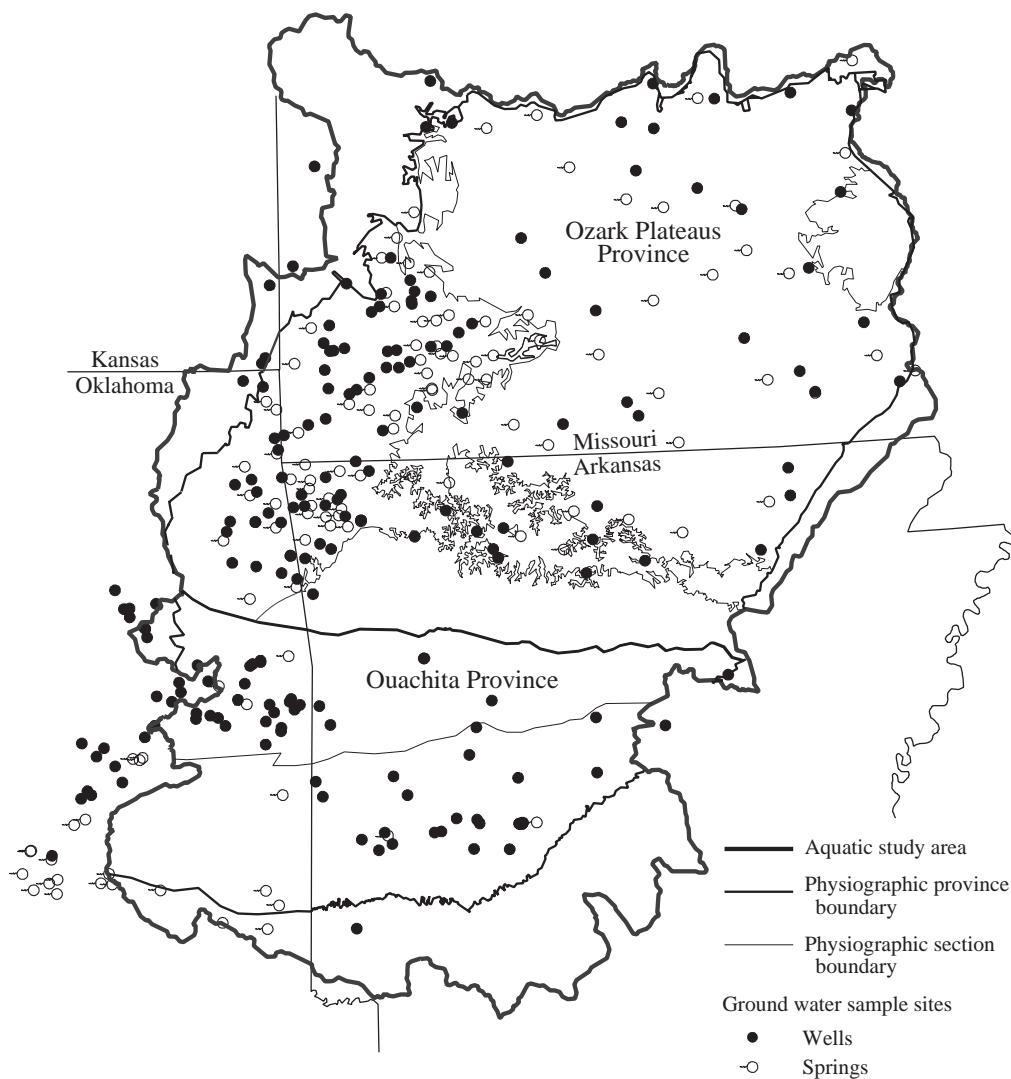 Ozark Plateaus
Province
Kansas
Oklahoma
Missouri
Arkansas
Ouachita Province
Aquatic study area
Physiographic province
boundary
Physiographic section
boundary
Ground water sample sites
Wells
Springs